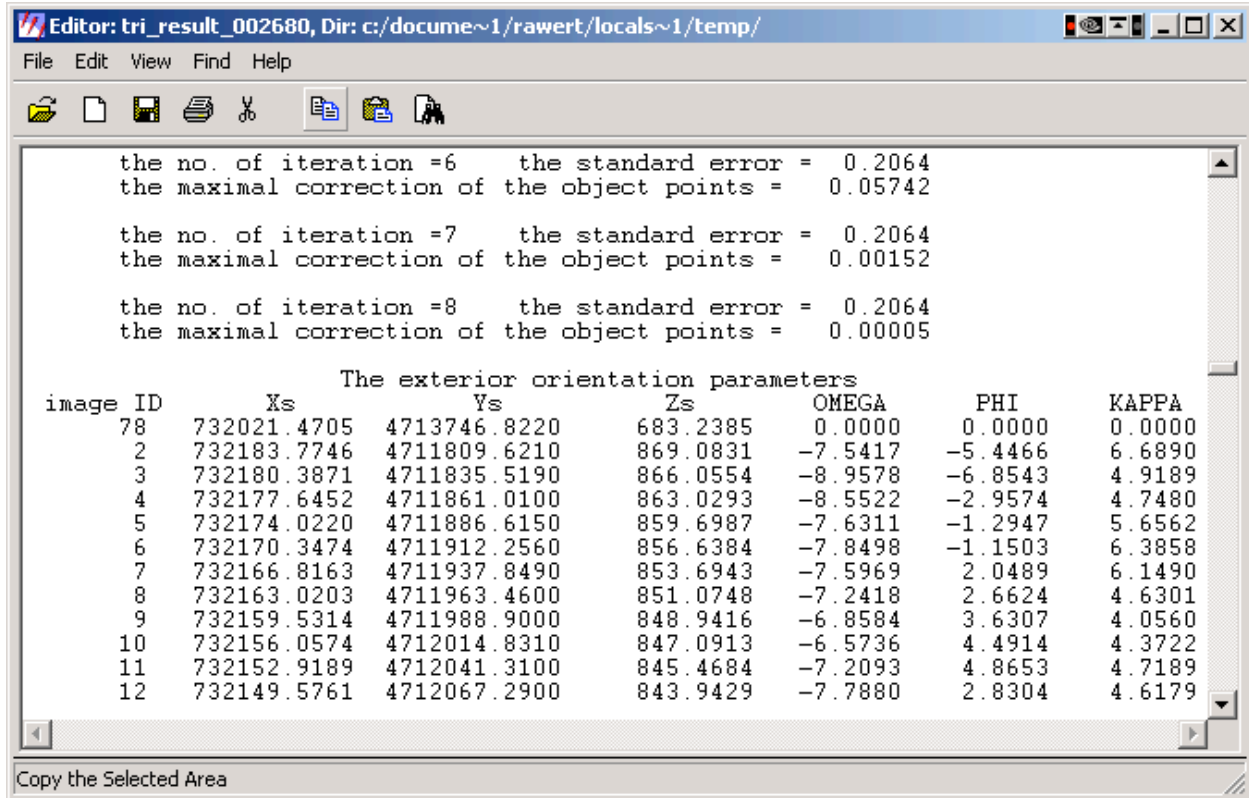 Editor: tri_result_002680, Dir: c:/docume~1/rawert/locals~1/temp/
File Edit View Find Help
the no. of iteration =6 the standard error = 0.2064
the maximal correction of the object points = 0.05742
the no. of iteration =7 the standard error = 0.2064
the maximal correction of the object points = 0.00152
the no. of iteration =8 the standard error = 0.2064
the maximal correction of the object points = 0.00005
The exterior orientation parameters
image ID Xs Ys Zs OMEGA PHI KAPPA
78 732021.4705 4713746.8220 683.2385 0.0000 0.0000 0.0000
2 732183.7746 4711809.6210 869.0831 -7.5417 -5.4466 6.6890
3 732180.3871 4711835.5190 866.0554 -8.9578 -6.8543 4.9189
4 732177.6452 4711861.0100 863.0293 -8.5522 -2.9574 4.7480
5 732174.0220 4711886.6150 859.6987 -7.6311 -1.2947 5.6562
6 732170.3474 4711912.2560 856.6384 -7.8498 -1.1503 6.3858
7 732166.8163 4711937.8490 853.6943 -7.5969 2.0489 6.1490
8 732163.0203 4711963.4600 851.0748 -7.2418 2.6624 4.6301
9 732159.5314 4711988.9000 848.9416 -6.8584 3.6307 4.0560
10 732156.0574 4712014.8310 847.0913 -6.5736 4.4914 4.3722
11 732152.9189 4712041.3100 845.4684 -7.2093 4.8653 4.7189
12 732149.5761 4712067.2900 843.9429 -7.7880 2.8304 4.6179
Copy the Selected Area